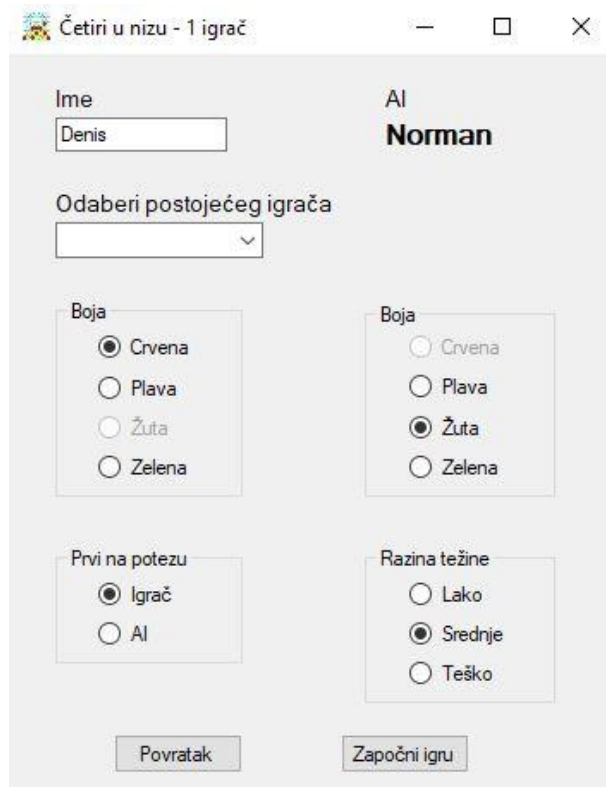 Četiri u nizu - 1 igrač
Ime
Denis
AI
Norman
Odaberi postojećeg igrača
Boja
Crvena
Plava
Žuta
Zelena
Boja
Crvena
Plava
Žuta
Zelena
Prvi na potezu
Igrač
AI
Razina težine
Lako
Srednje
Teško
Povratak
Započni igru